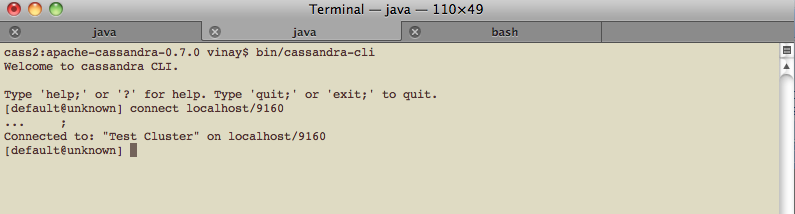 Terminal — java — 110×49
java java bash
cass2:apache-cassandra-0.7.0 vinay$ bin/cassandra-cli
Welcome to cassandra CLI.
Type 'help;' or '?' for help. Type 'quit;' or 'exit;' to quit.
[default@unknown] connect localhost/9160
...     ;
Connected to: "Test Cluster" on localhost/9160
[default@unknown]